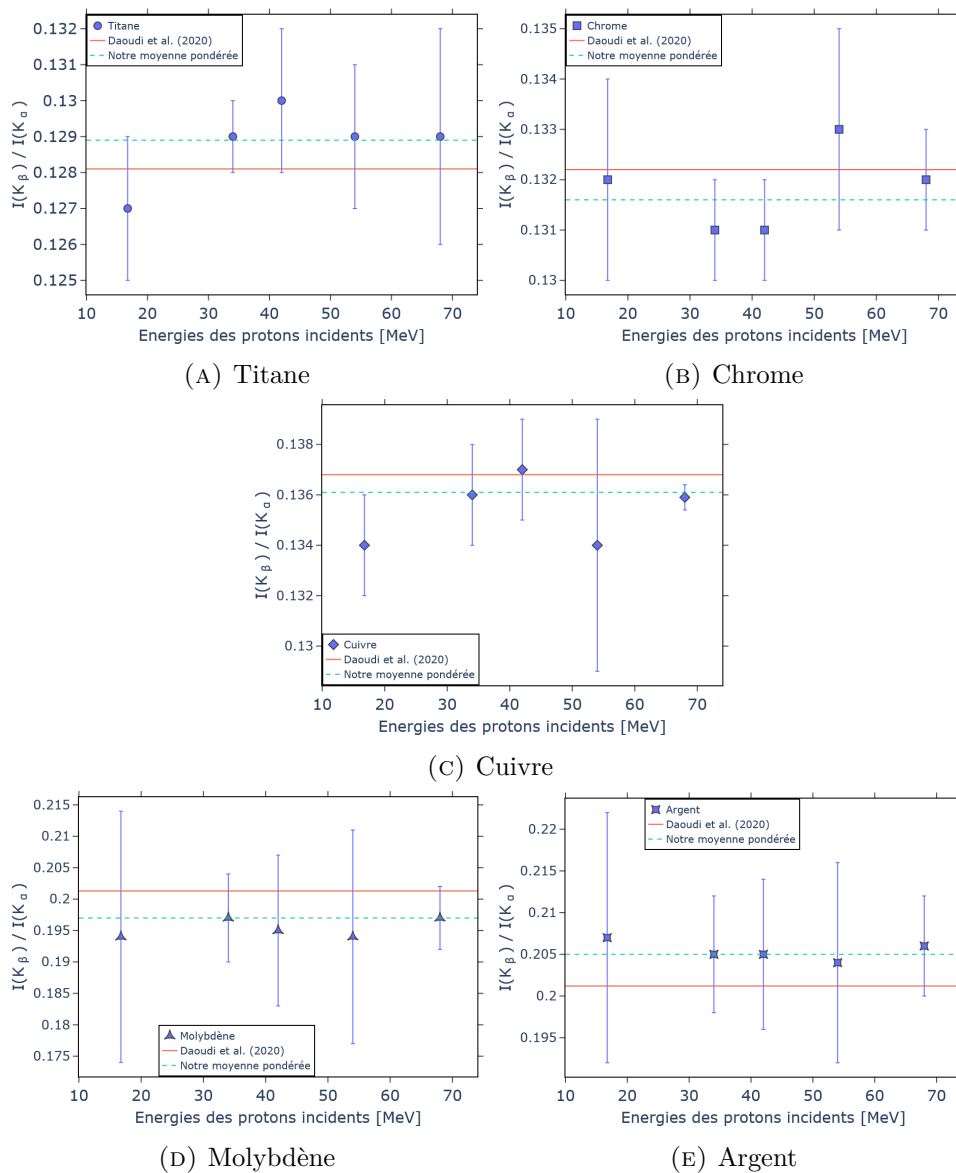 Titane
Daoudi et al. (2020)
Notre moyenne pondérée
0.132
0.131
0.13
0.129
0.128
0.127
0.126
0.125
I(K β) / I(K α)
10 20 30 40 50 60 70
Energies des protons incidents [MeV]
(A) Titane
Chrome
Daoudi et al. (2020)
Notre moyenne pondérée
0.135
0.134
0.133
0.132
0.131
0.13
I(K β) / I(K α)
10 20 30 40 50 60 70
Energies des protons incidents [MeV]
(B) Chrome
0.138
0.136
0.134
0.132
0.13
I(K β) / I(K α)
Cuivre
Daoudi et al. (2020)
Notre moyenne pondérée
10 20 30 40 50 60 70
Energies des protons incidents [MeV]
(C) Cuivre
0.215
0.21
0.205
0.2
0.195
0.19
0.185
0.18
0.175
I(K β) / I(K α)
Molybdène
Daoudi et al. (2020)
Notre moyenne pondérée
10 20 30 40 50 60 70
Energies des protons incidents [MeV]
(D) Molybdène
Argent
Daoudi et al. (2020)
Notre moyenne pondérée
0.22
0.215
0.21
0.205
0.2
0.195
I(K β) / I(K α)
10 20 30 40 50 60 70
Energies des protons incidents [MeV]
(E) Argent